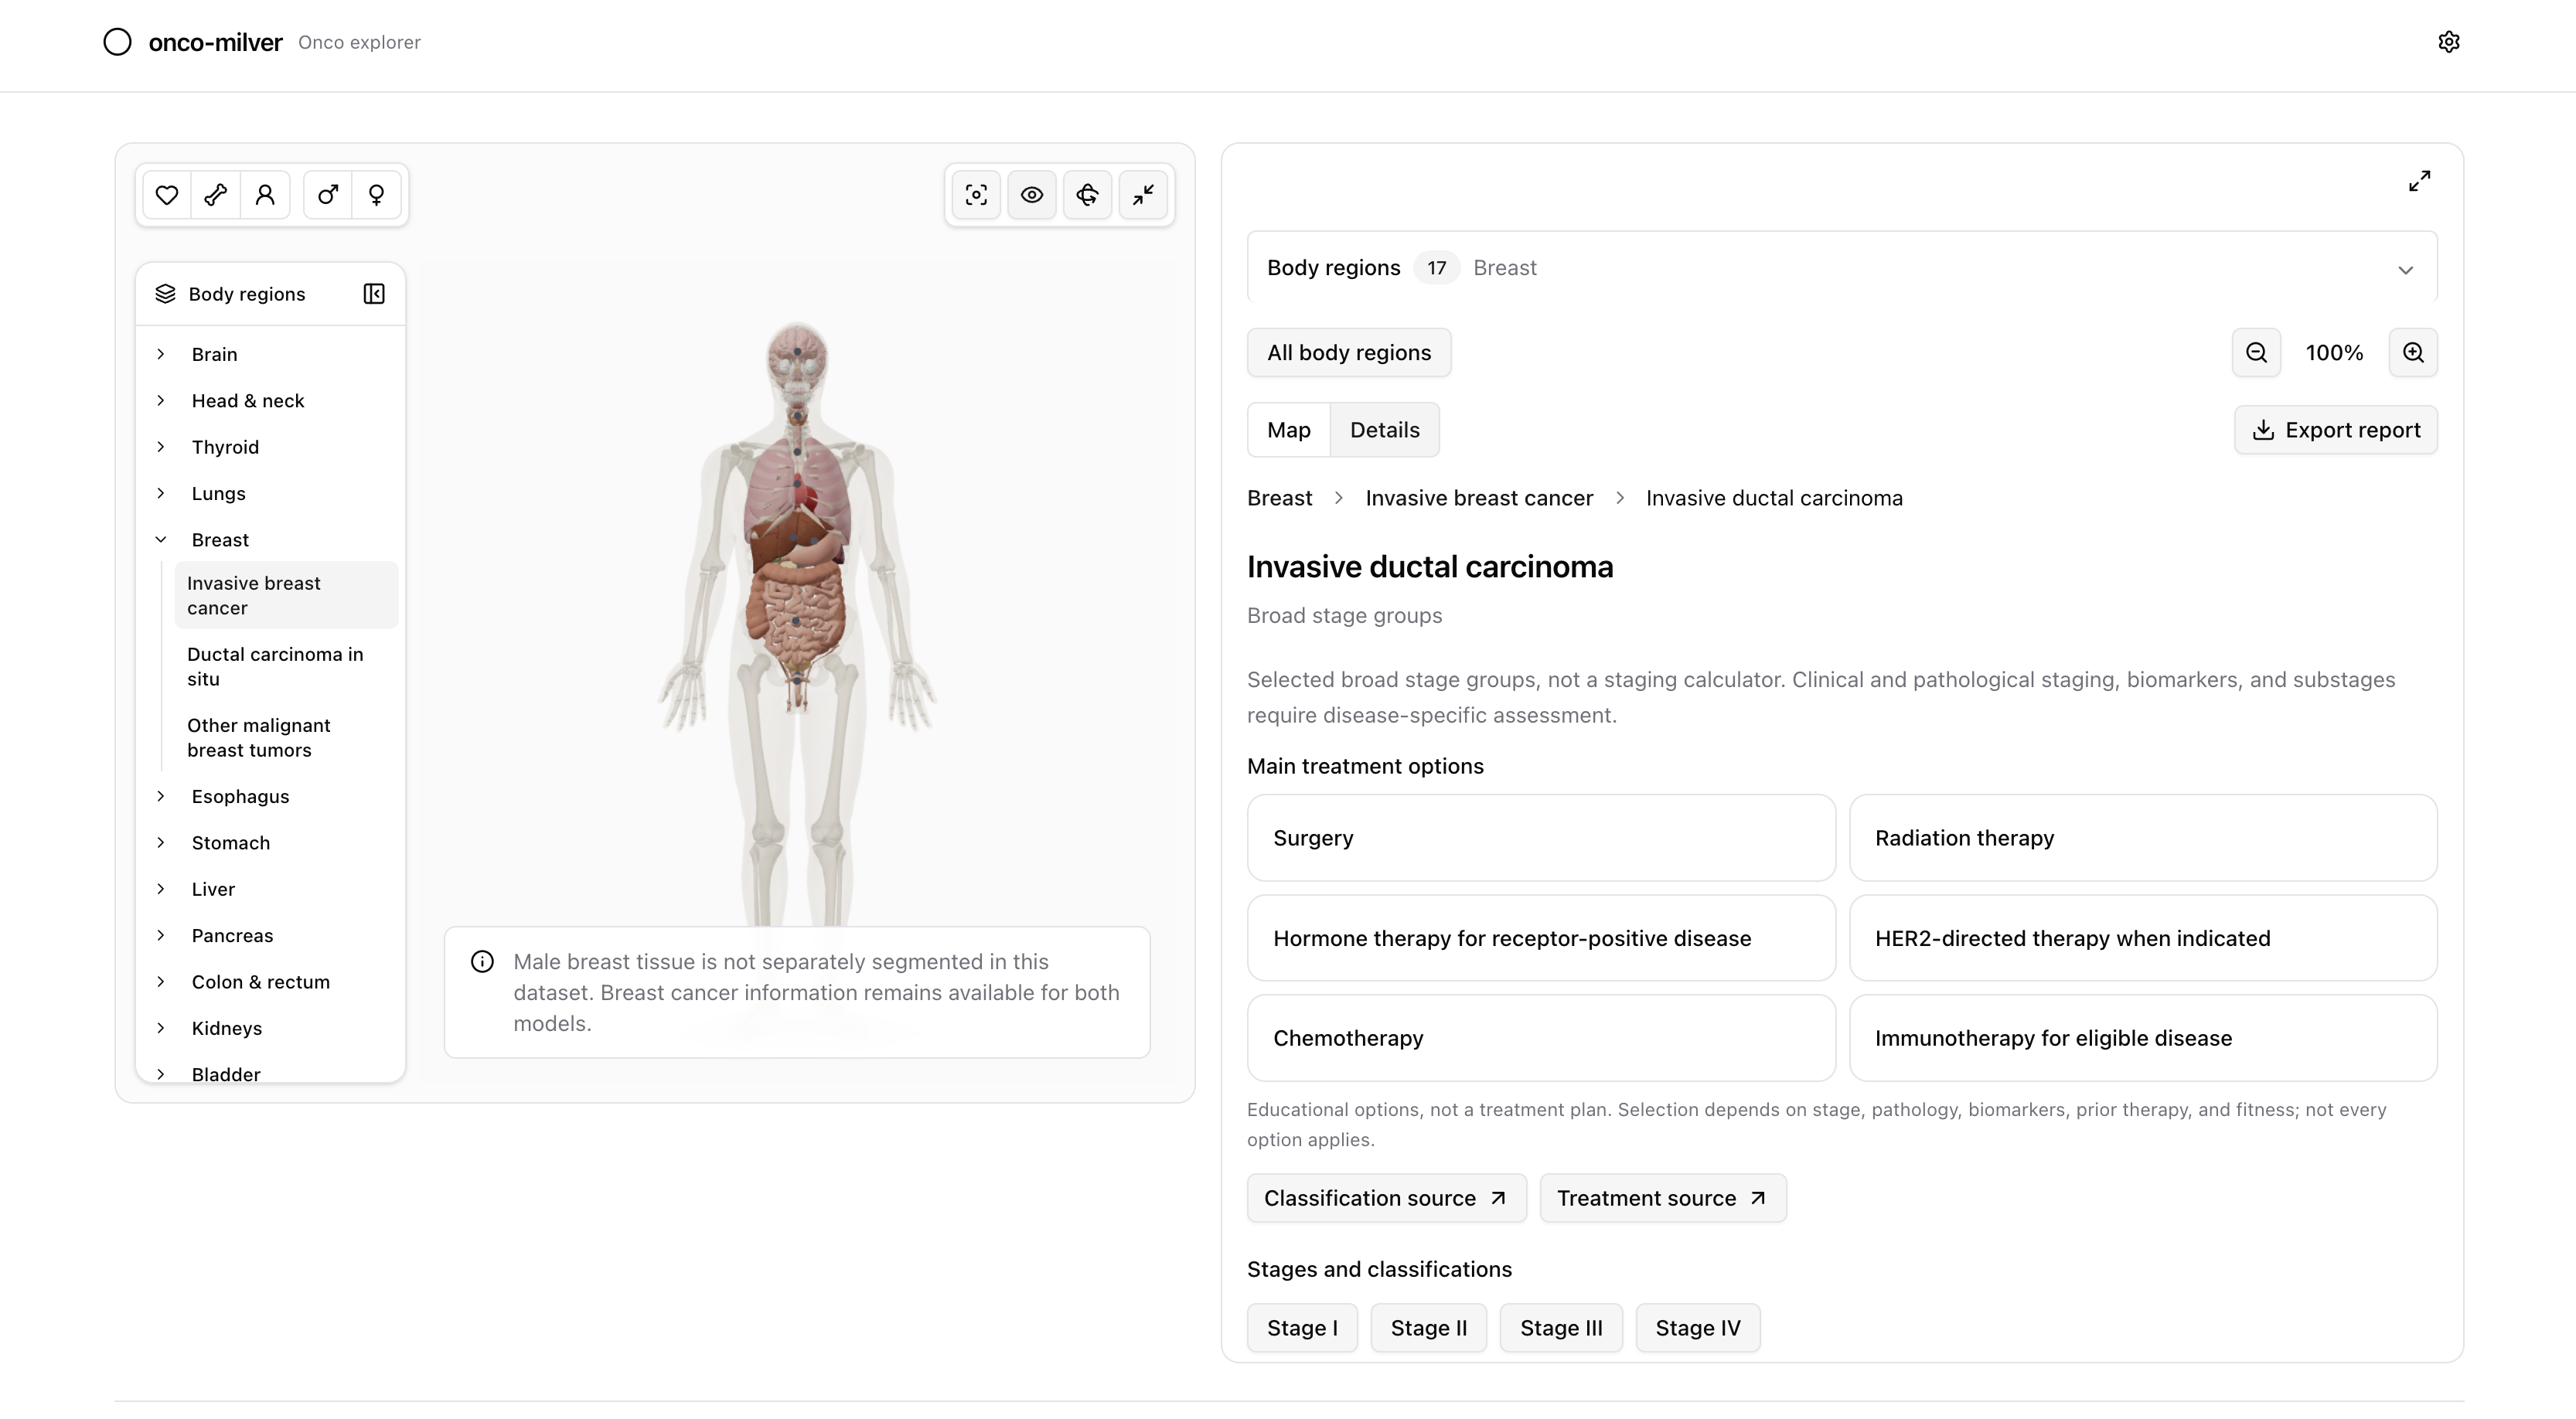 onco-milver Onco explorer
Body regions
Brain
Head & neck
Thyroid
Lungs
Breast
Invasive breast
cancer
Ductal carcinoma in
situ
Other malignant
breast tumors
Esophagus
Stomach
Liver
Pancreas
Colon & rectum
Kidneys
Bladder
Male breast tissue is not separately segmented in this
dataset. Breast cancer information remains available for both
models.
Body regions 17 Breast
All body regions 100%
Map Details Export report
Breast > Invasive breast cancer > Invasive ductal carcinoma
Invasive ductal carcinoma
Broad stage groups
Selected broad stage groups, not a staging calculator. Clinical and pathological staging, biomarkers, and substages
require disease-specific assessment.
Main treatment options
Surgery Radiation therapy
Hormone therapy for receptor-positive disease HER2-directed therapy when indicated
Chemotherapy Immunotherapy for eligible disease
Educational options, not a treatment plan. Selection depends on stage, pathology, biomarkers, prior therapy, and fitness; not every
option applies.
Classification source Treatment source
Stages and classifications
Stage I Stage II Stage III Stage IV